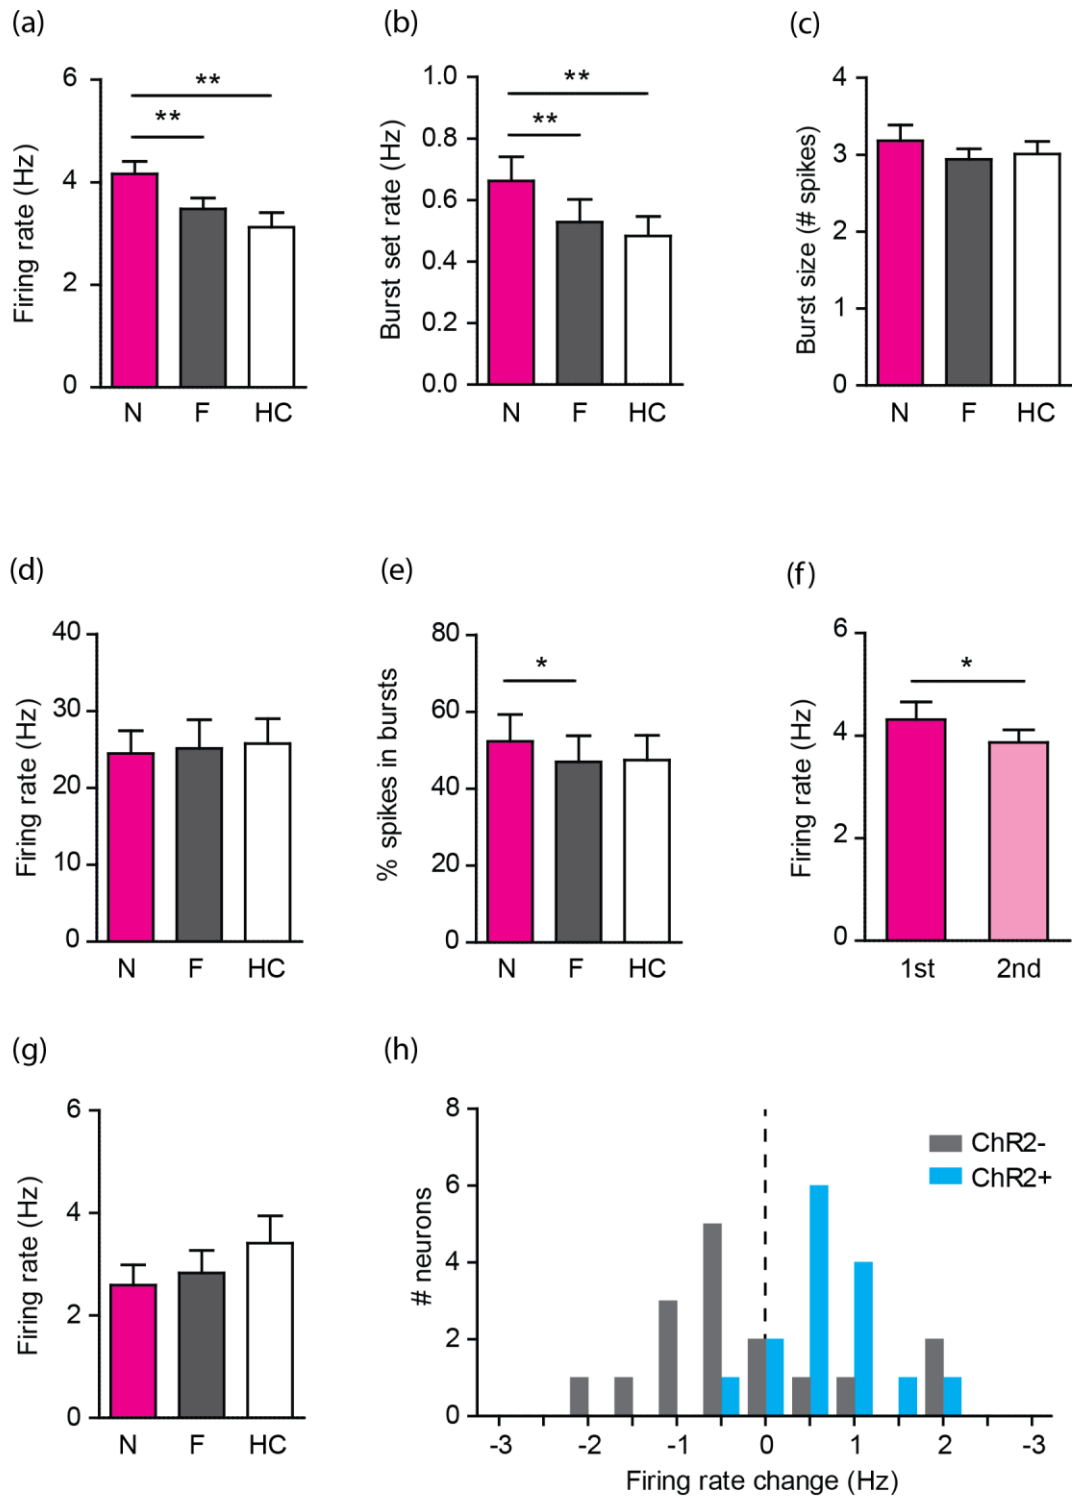 (a)
(b)
(c)
6
4
2
0
Firing rate (Hz)
**
**
N F HC
1.0
0.8
0.6
0.4
0.2
0.0
Burst set rate (Hz)
**
**
N F HC
4
3
2
1
0
Burst size (# spikes)
N F HC
(d)
(e)
(f)
40
30
20
10
0
Firing rate (Hz)
N F HC
80
60
40
20
0
% spikes in bursts
*
N F HC
6
4
2
0
Firing rate (Hz)
*
1st 2nd
(g)
(h)
6
4
2
0
Firing rate (Hz)
N F HC
8
6
4
2
0
# neurons
ChR2-
ChR2+
-3 -2 -1 0 1 2 -3
Firing rate change (Hz)